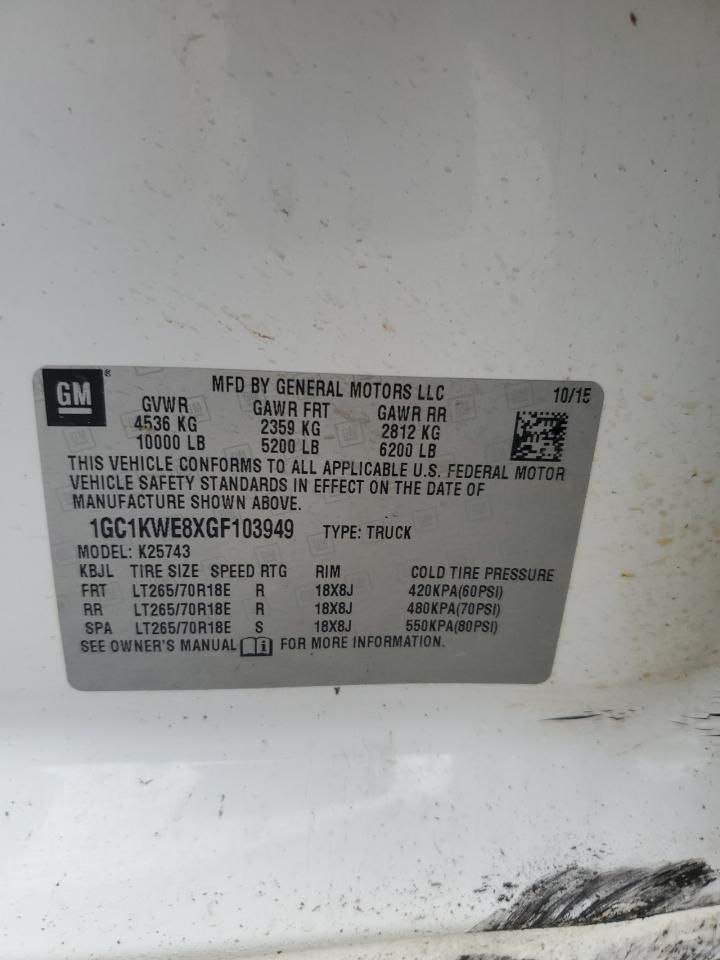 GM ® MFD BY GENERAL MOTORS LLC 10/15
GVWR GAWR FRT GAWR RR
4536 KG 2359 KG 2812 KG
10000 LB 5200 LB 6200 LB
THIS VEHICLE CONFORMS TO ALL APPLICABLE U.S. FEDERAL MOTOR
VEHICLE SAFETY STANDARDS IN EFFECT ON THE DATE OF
MANUFACTURE SHOWN ABOVE.
1GC1KWE8XGF103949 TYPE: TRUCK
MODEL: K25743
KBJL TIRE SIZE SPEED RTG RIM COLD TIRE PRESSURE
FRT LT265/70R18E R 18X8J 420KPA(60PSI)
RR LT265/70R18E R 18X8J 480KPA(70PSI)
SPA LT265/70R18E S 18X8J 550KPA(80PSI)
SEE OWNER'S MANUAL FOR MORE INFORMATION.